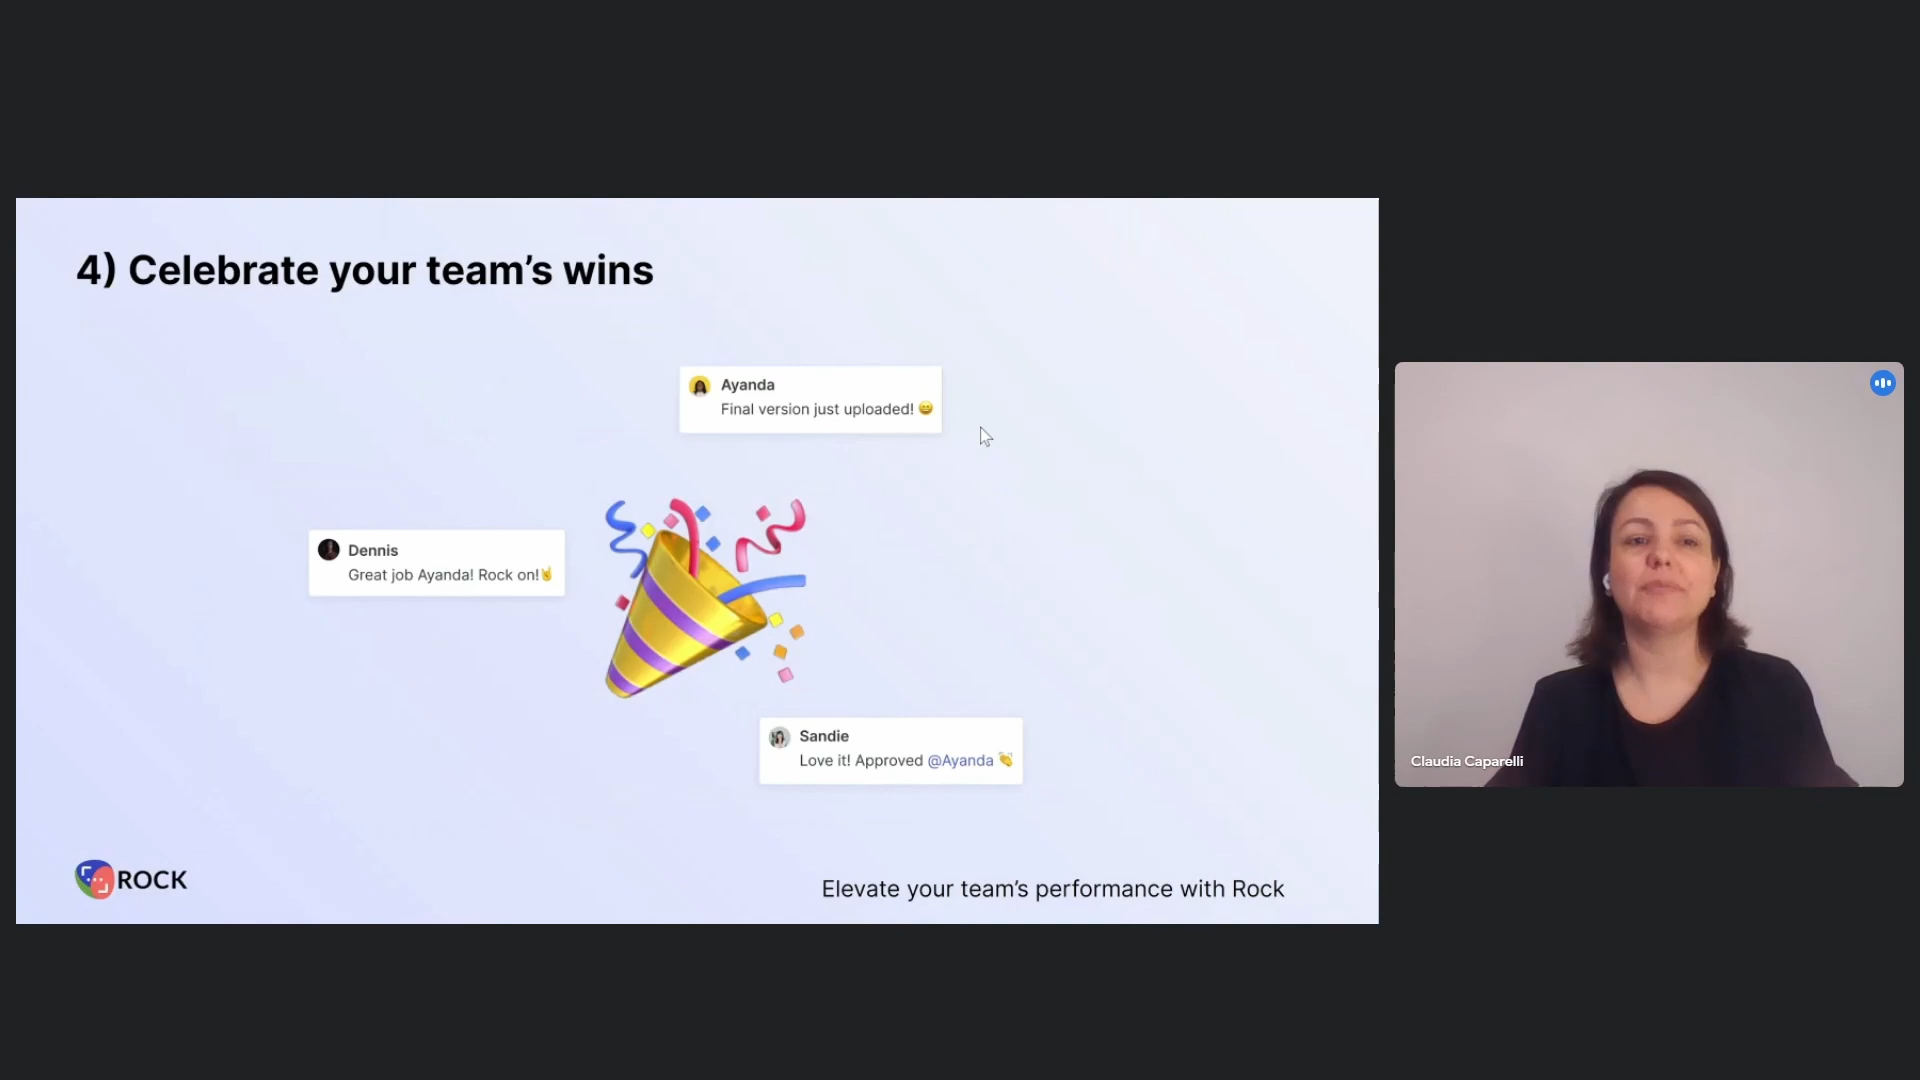 4) Celebrate your team’s wins
Ayanda
Final version just uploaded! 😄
Dennis
Great job Ayanda! Rock on!🤘
Sandie
Love it! Approved @Ayanda 👏
ROCK
Elevate your team’s performance with Rock
Claudia Caparelli